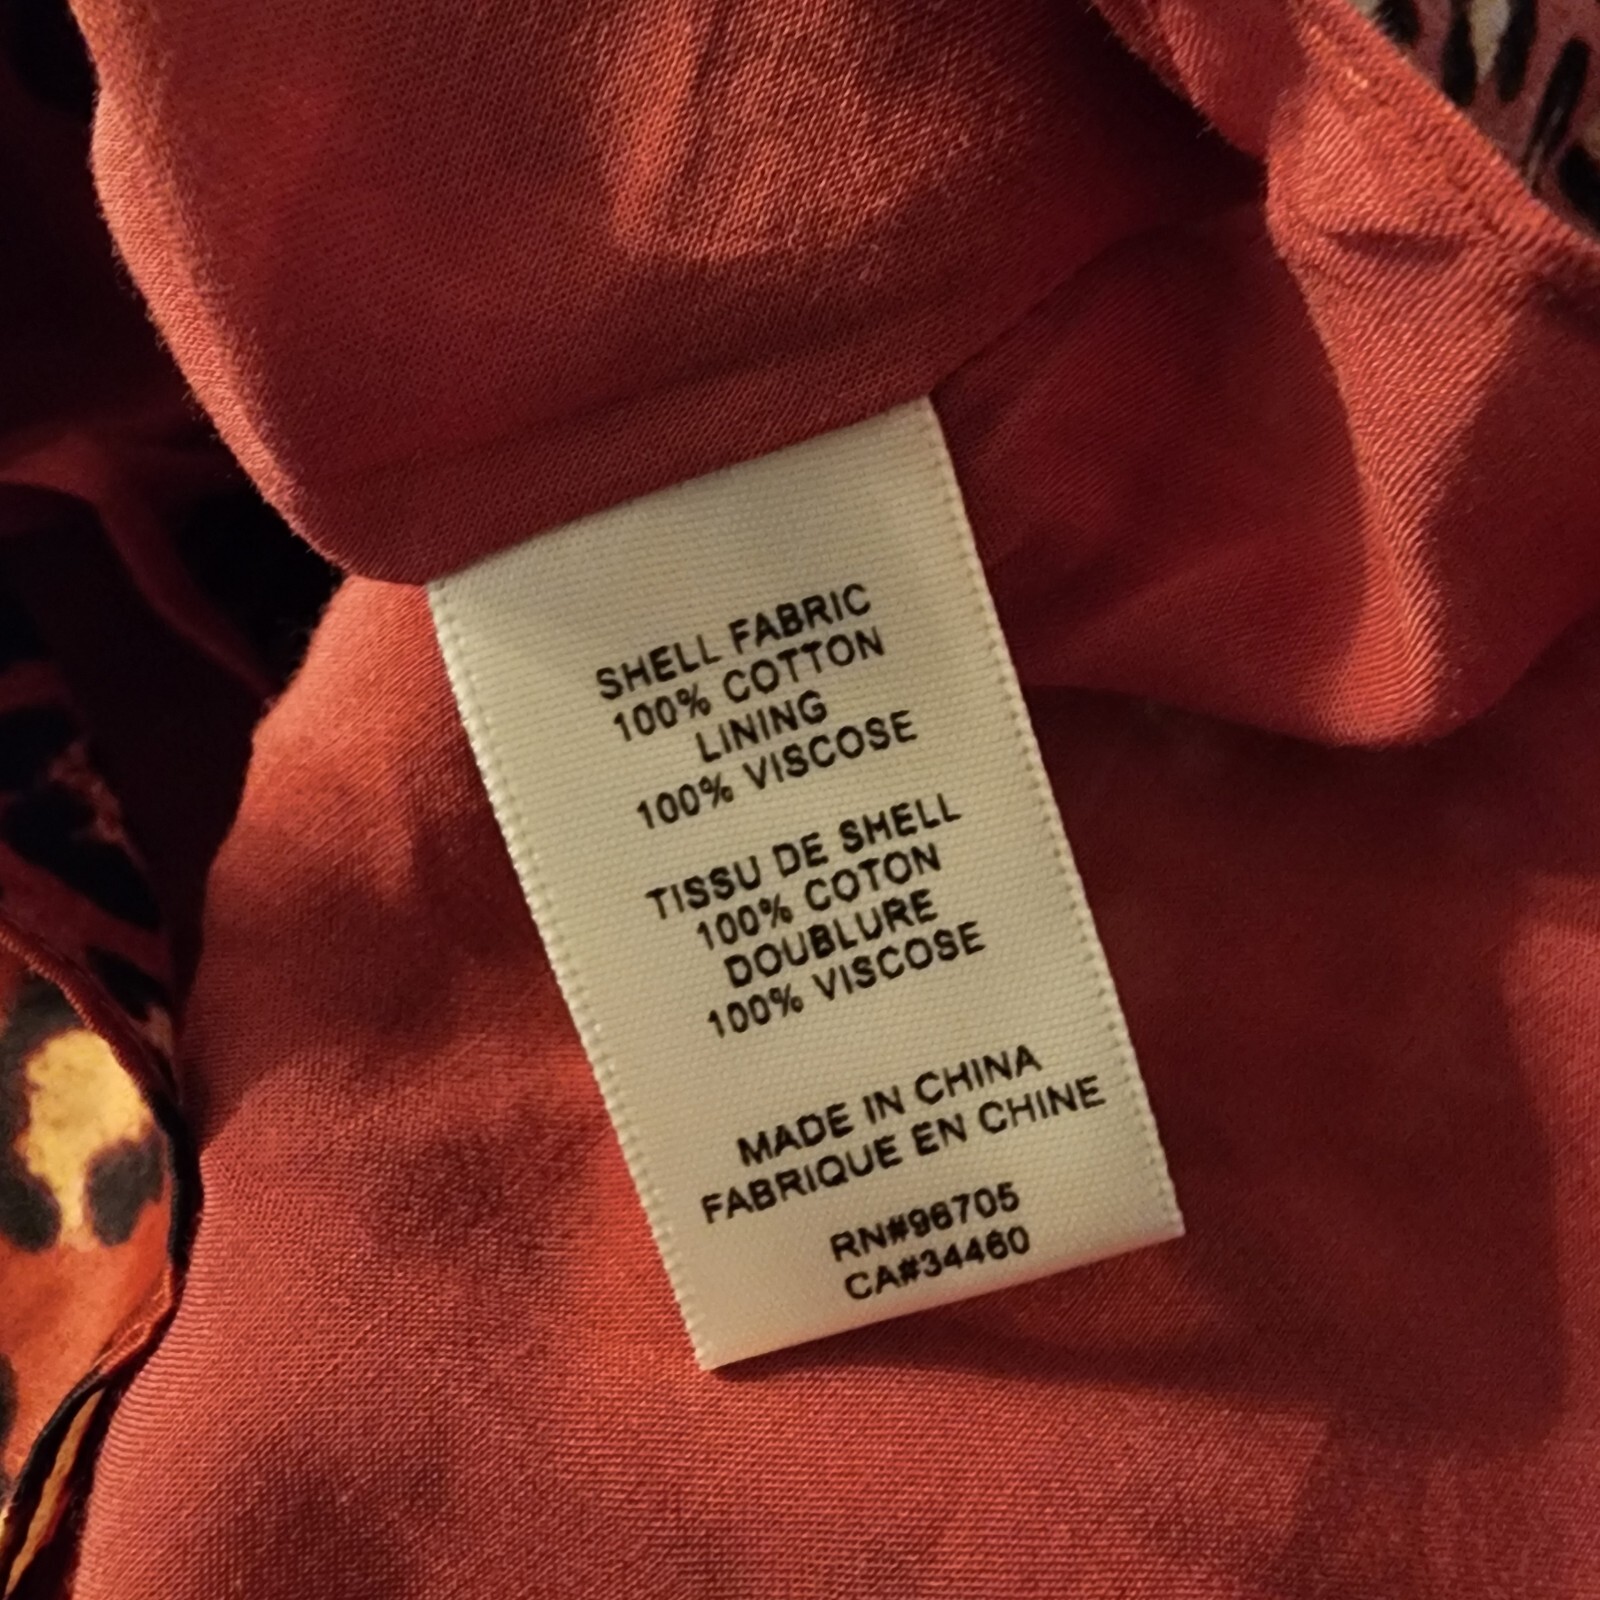 SHELL FABRIC
100% COTTON
LINING
100% VISCOSE
TISSU DE SHELL
100% COTON
DOUBLURE
100% VISCOSE
MADE IN CHINA
FABRIQUE EN CHINE
RN#96705
CA#34460